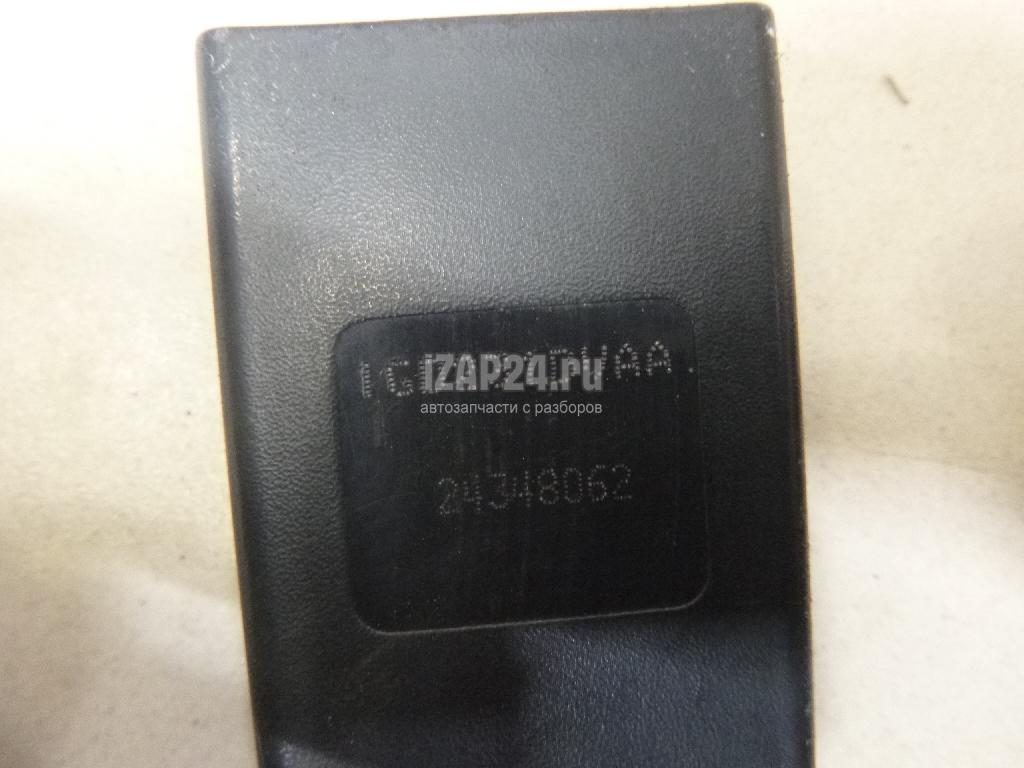 IZAP24.ru
автозапчасти с разборов
24348062